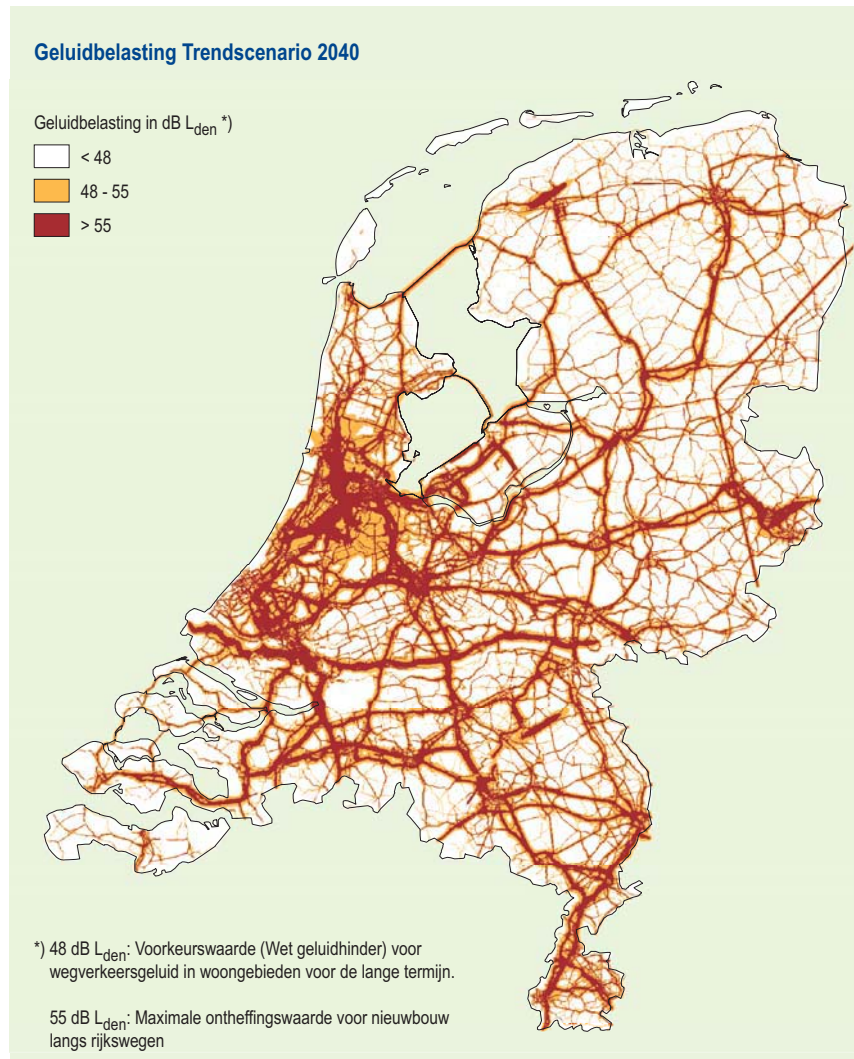 Geluidbelasting Trendscenario 2040
Geluidbelasting in dB Lden *)
< 48
48 - 55
> 55
*) 48 dB Lden: Voorkeurswaarde (Wet geluidhinder) voor
wegverkeersgeluid in woongebieden voor de lange termijn.
55 dB Lden: Maximale ontheffingswaarde voor nieuwbouw
langs rijkswegen